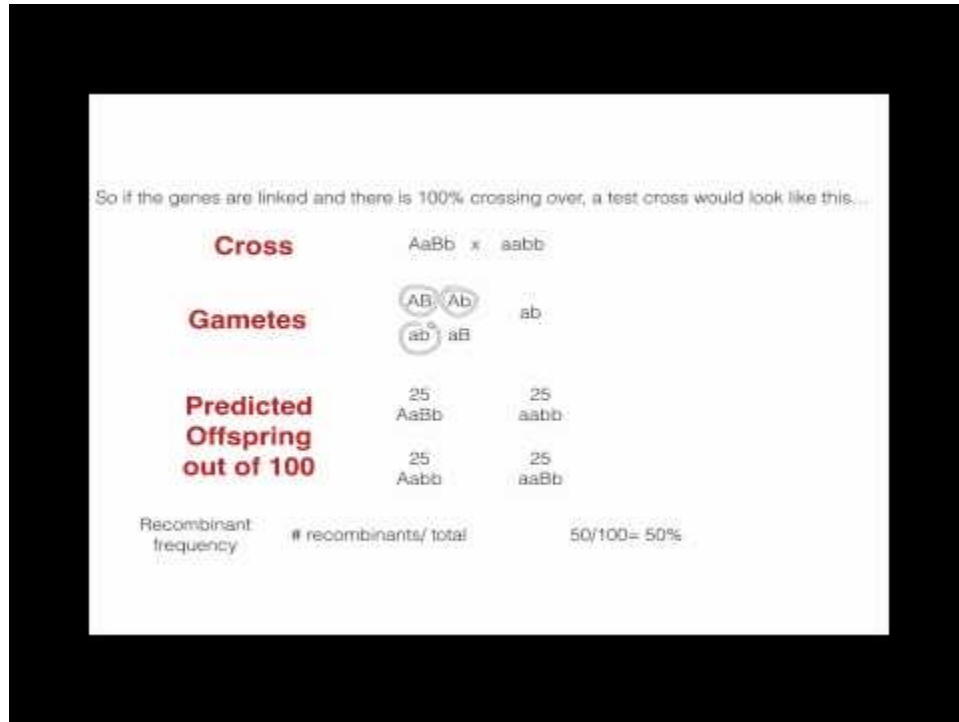 So if the genes are linked and there is 100% crossing over, a test cross would look like this...
Cross AaBb x aabb
Gametes AB Ab ab
ab aB
Predicted Offspring out of 100
25 25
AaBb aabb
25 25
Aabb aaBb
Recombinant frequency # recombinants/ total 50/100= 50%